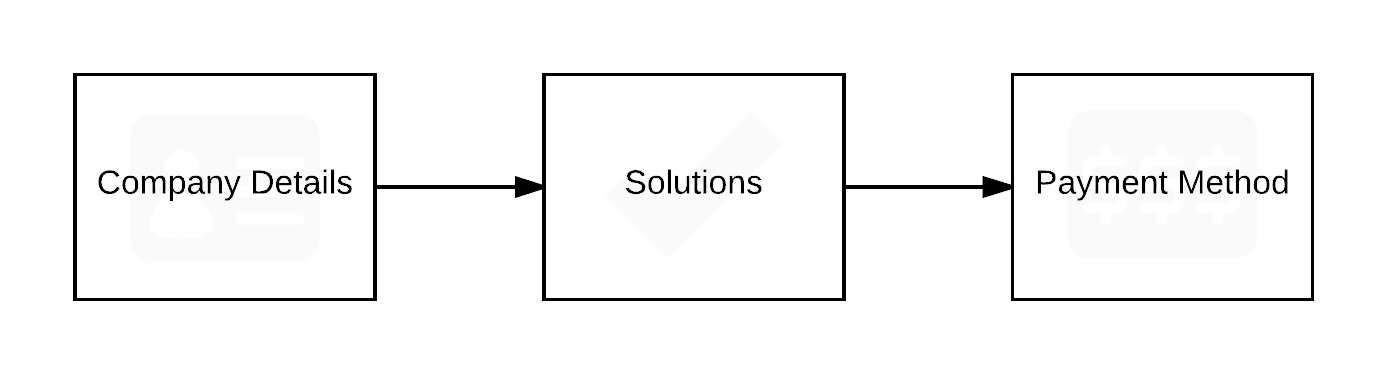 Company Details
Solutions
Payment Method
$$$